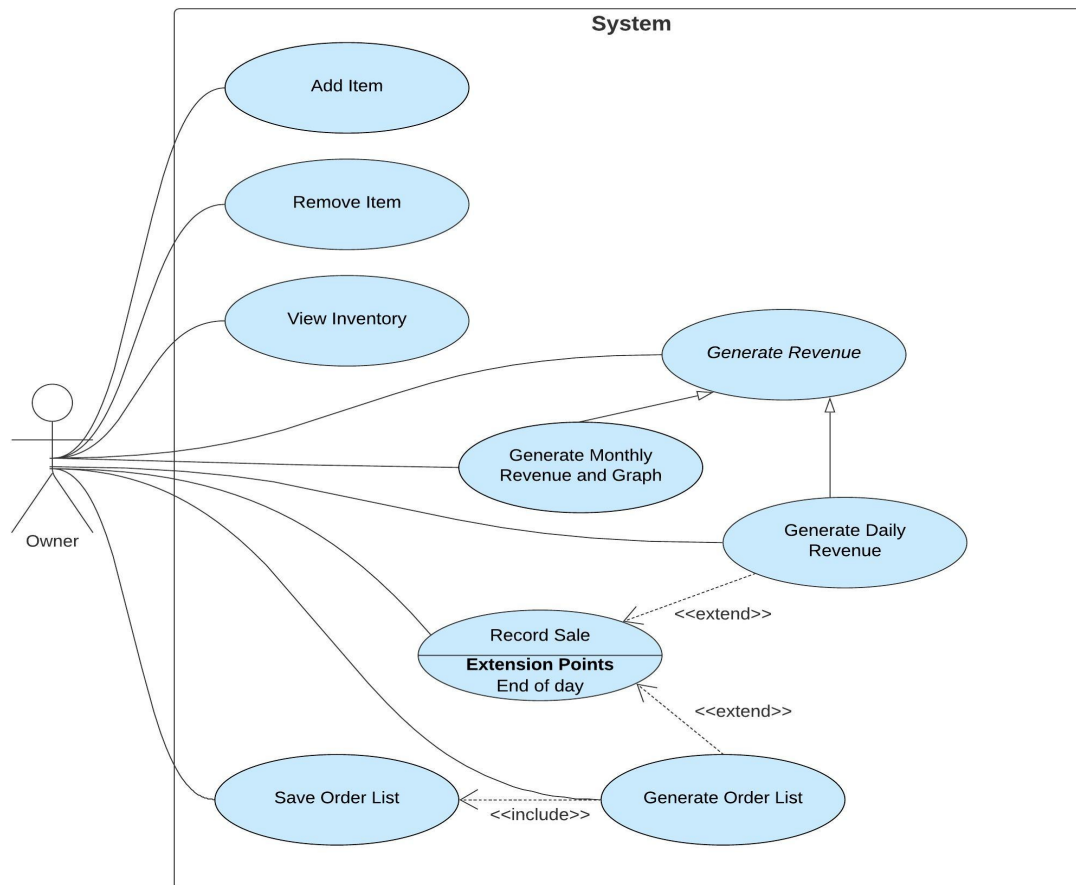 System
Add Item
Remove Item
View Inventory
Generate Revenue
Generate Monthly
Revenue and Graph
Owner
Generate Daily
Revenue
<<extend>>
Record Sale
Extension Points
End of day
<<extend>>
Save Order List
<<include>>
Generate Order List